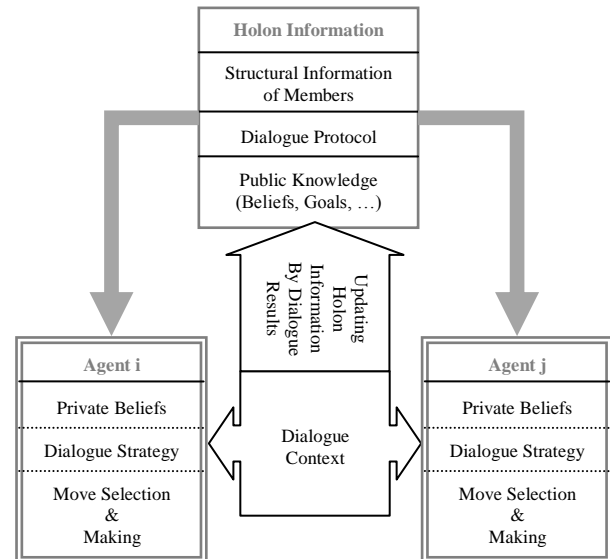 Holon Information
Structural Information
of Members
Dialogue Protocol
Public Knowledge
(Beliefs, Goals, …)
Updating
Holon
Information
By Dialogue
Results
Agent i
Private Beliefs
Dialogue Strategy
Move Selection
&
Making
Dialogue
Context
Agent j
Private Beliefs
Dialogue Strategy
Move Selection
&
Making